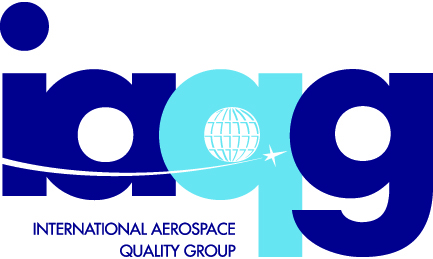 iaqg
INTERNATIONAL AEROSPACE
QUALITY GROUP